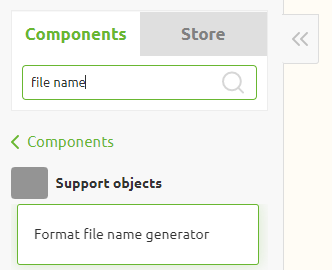 Components Store
file name
Components
Support objects
Format file name generator